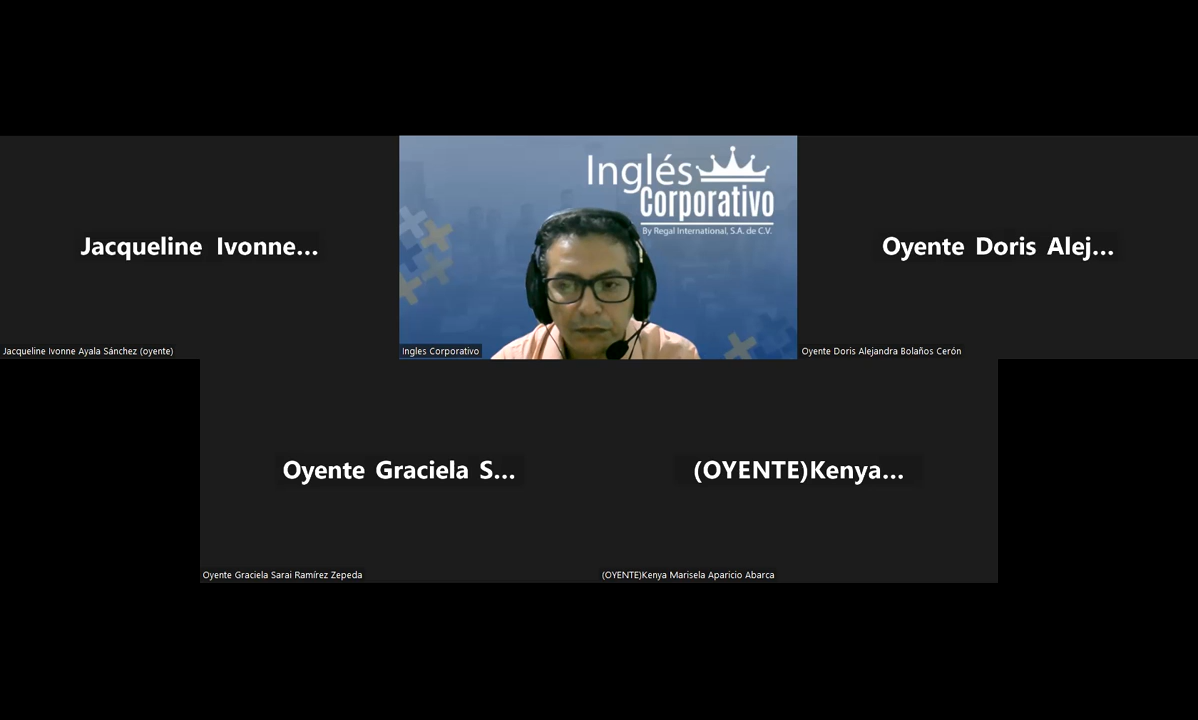 Jacqueline Ivonne...
Jacqueline Ivonne Ayala Sánchez (oyente)
Inglés
Corporativo
By Regal International, S.A. de C.V.
Ingles Corporativo
Oyente Doris Alej...
Oyente Doris Alejandra Bolaños Cerón
Oyente Graciela S...
Oyente Graciela Sarai Ramírez Zepeda
(OYENTE)Kenya...
(OYENTE)Kenya Marisela Aparicio Abarca